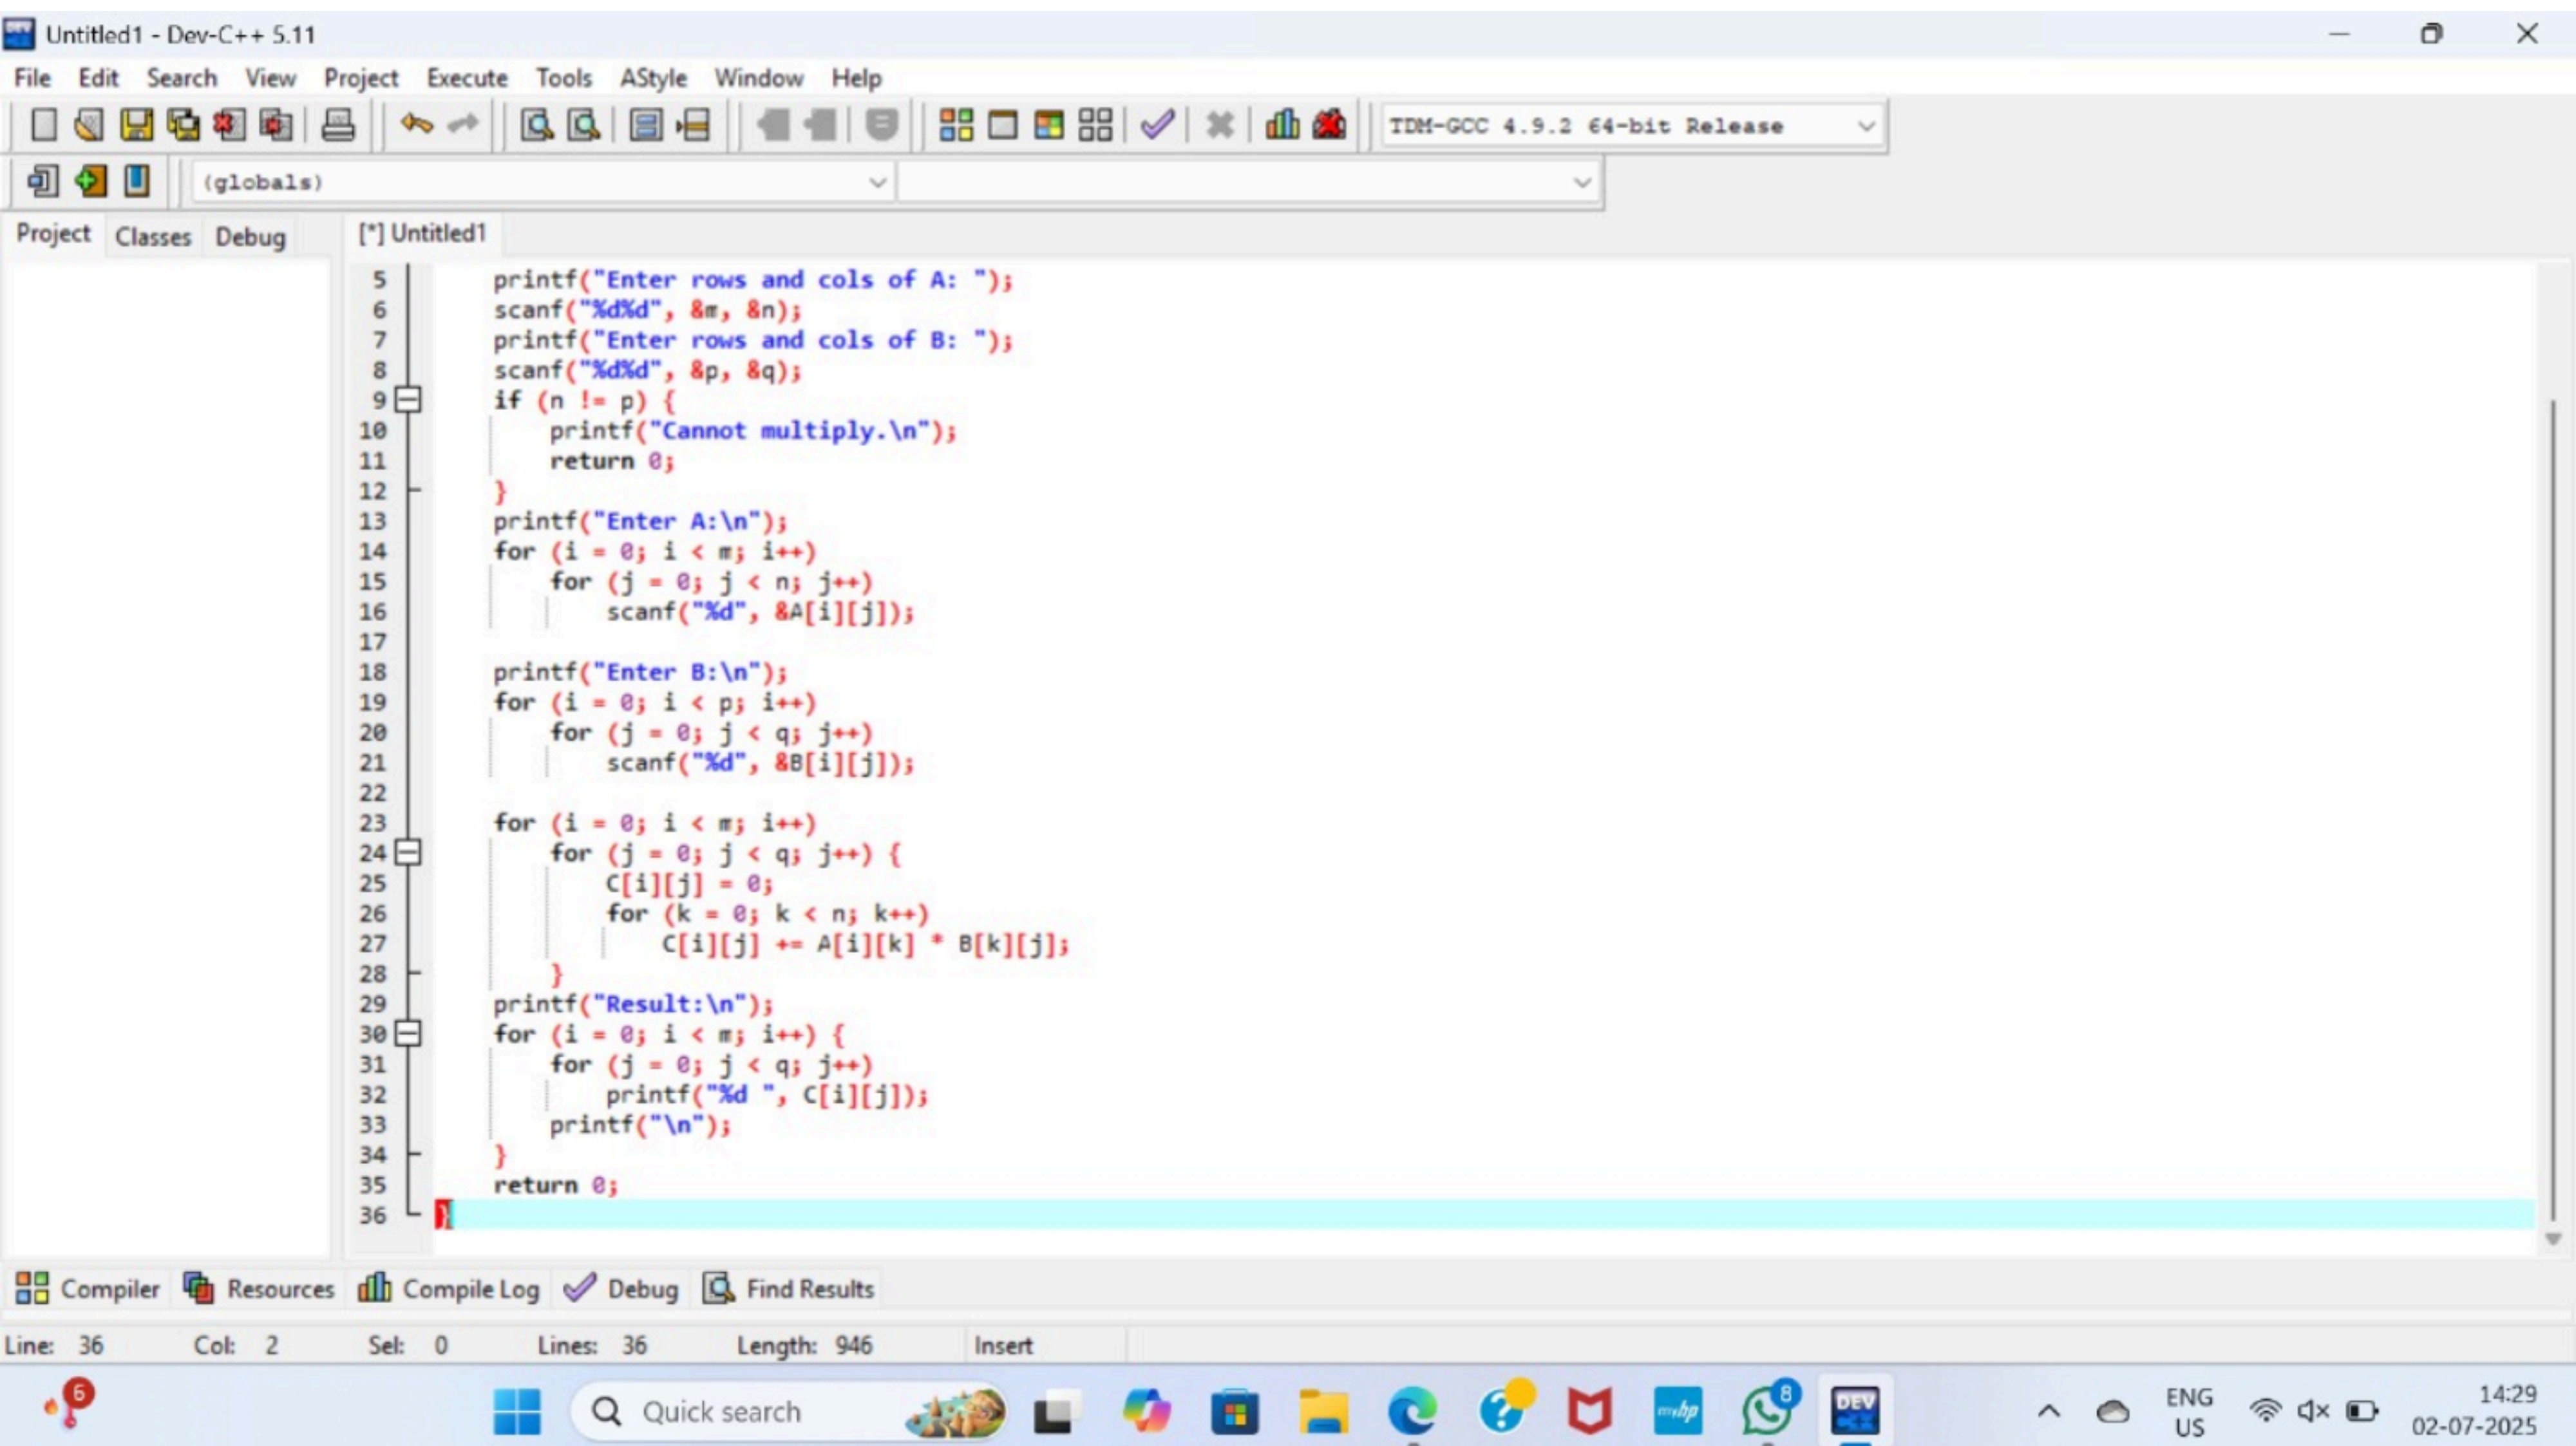 Untitled1 - Dev-C++ 5.11
File Edit Search View Project Execute Tools AStyle Window Help
TDM-GCC 4.9.2 64-bit Release
(globals)
Project Classes Debug [*] Untitled1
5 printf("Enter rows and cols of A: ");
6 scanf("%d%d", &m, &n);
7 printf("Enter rows and cols of B: ");
8 scanf("%d%d", &p, &q);
9 if (n != p) {
10 printf("Cannot multiply.\n");
11 return 0;
12 }
13 printf("Enter A:\n");
14 for (i = 0; i < m; i++)
15 for (j = 0; j < n; j++)
16 scanf("%d", &A[i][j]);
17
18 printf("Enter B:\n");
19 for (i = 0; i < p; i++)
20 for (j = 0; j < q; j++)
21 scanf("%d", &B[i][j]);
22
23 for (i = 0; i < m; i++)
24 for (j = 0; j < q; j++) {
25 C[i][j] = 0;
26 for (k = 0; k < n; k++)
27 C[i][j] += A[i][k] * B[k][j];
28 }
29 printf("Result:\n");
30 for (i = 0; i < m; i++) {
31 for (j = 0; j < q; j++)
32 printf("%d ", C[i][j]);
33 printf("\n");
34 }
35 return 0;
36 }
Compiler Resources Compile Log Debug Find Results
Line: 36 Col: 2 Sel: 0 Lines: 36 Length: 946 Insert
6 Quick search myhp 8 DEV C++ ENG 14:29
US 02-07-2025